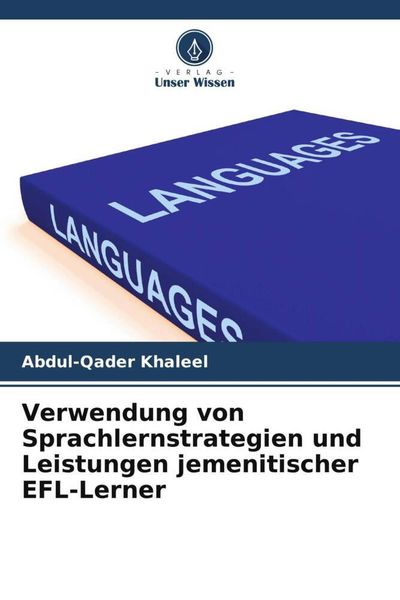 - VERLAG -
Unser Wissen
LANGUAGES
LANGUAGES
Abdul-Qader Khaleel
Verwendung von
Sprachlernstrategien und
Leistungen jemenitischer
EFL-Lerner